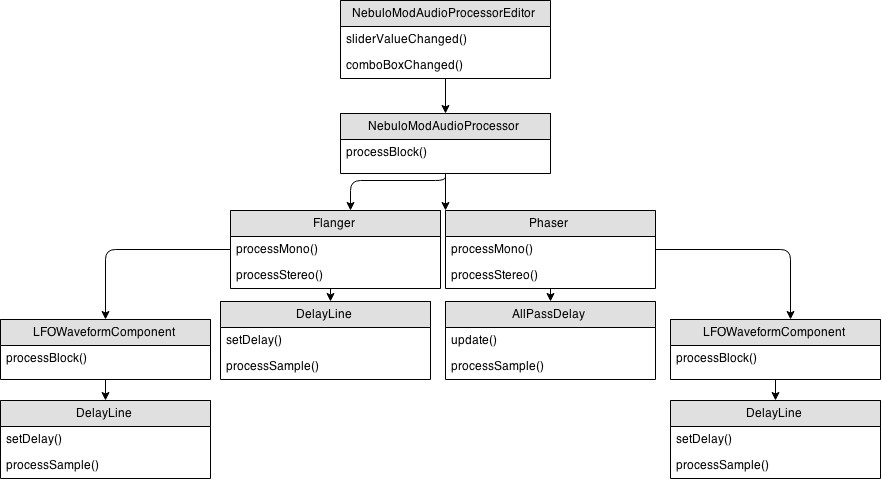 NebuloModAudioProcessorEditor
sliderValueChanged()
comboBoxChanged()
NebuloModAudioProcessor
processBlock()
Flanger
processMono()
processStereo()
Phaser
processMono()
processStereo()
LFOWaveformComponent
processBlock()
DelayLine
setDelay()
processSample()
AllPassDelay
update()
processSample()
LFOWaveformComponent
processBlock()
DelayLine
setDelay()
processSample()
DelayLine
setDelay()
processSample()